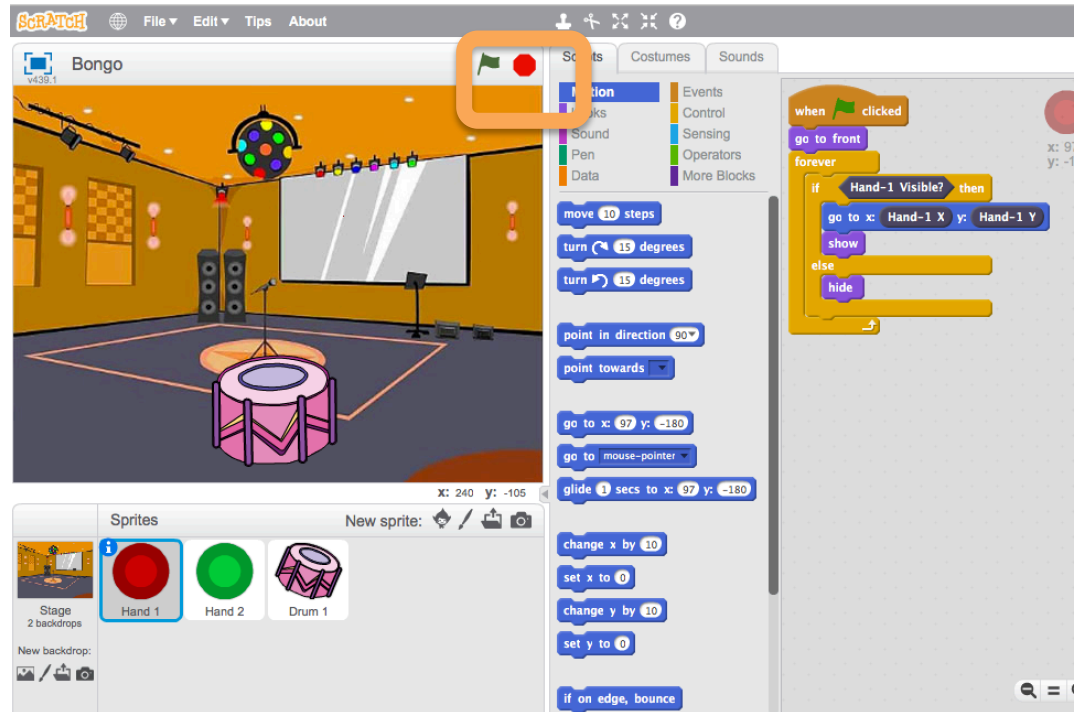 SCRATCH File▼ Edit▼ Tips About
v439.1
Bongo
X: 240 y: -105
Sprites
New sprite:
Stage
2 backdrops
New backdrop:
Hand 1
Hand 2
Drum 1
Costumes
Sounds
Events
Control
Sound
Sensing
Pen
Operators
Data
More Blocks
move 10 steps
turn 15 degrees
turn 15 degrees
point in direction 90▼
point towards
go to x: 97 y: -180
go to mouse-pointer
glide 1 secs to x: 97 y: -180
change x by 10
set x to 0
change y by 10
set y to 0
if on edge, bounce
when clicked
go to front
forever
if Hand-1 Visible? then
go to x: Hand-1 X y: Hand-1 Y
show
else
hide
x: 97
y: -1